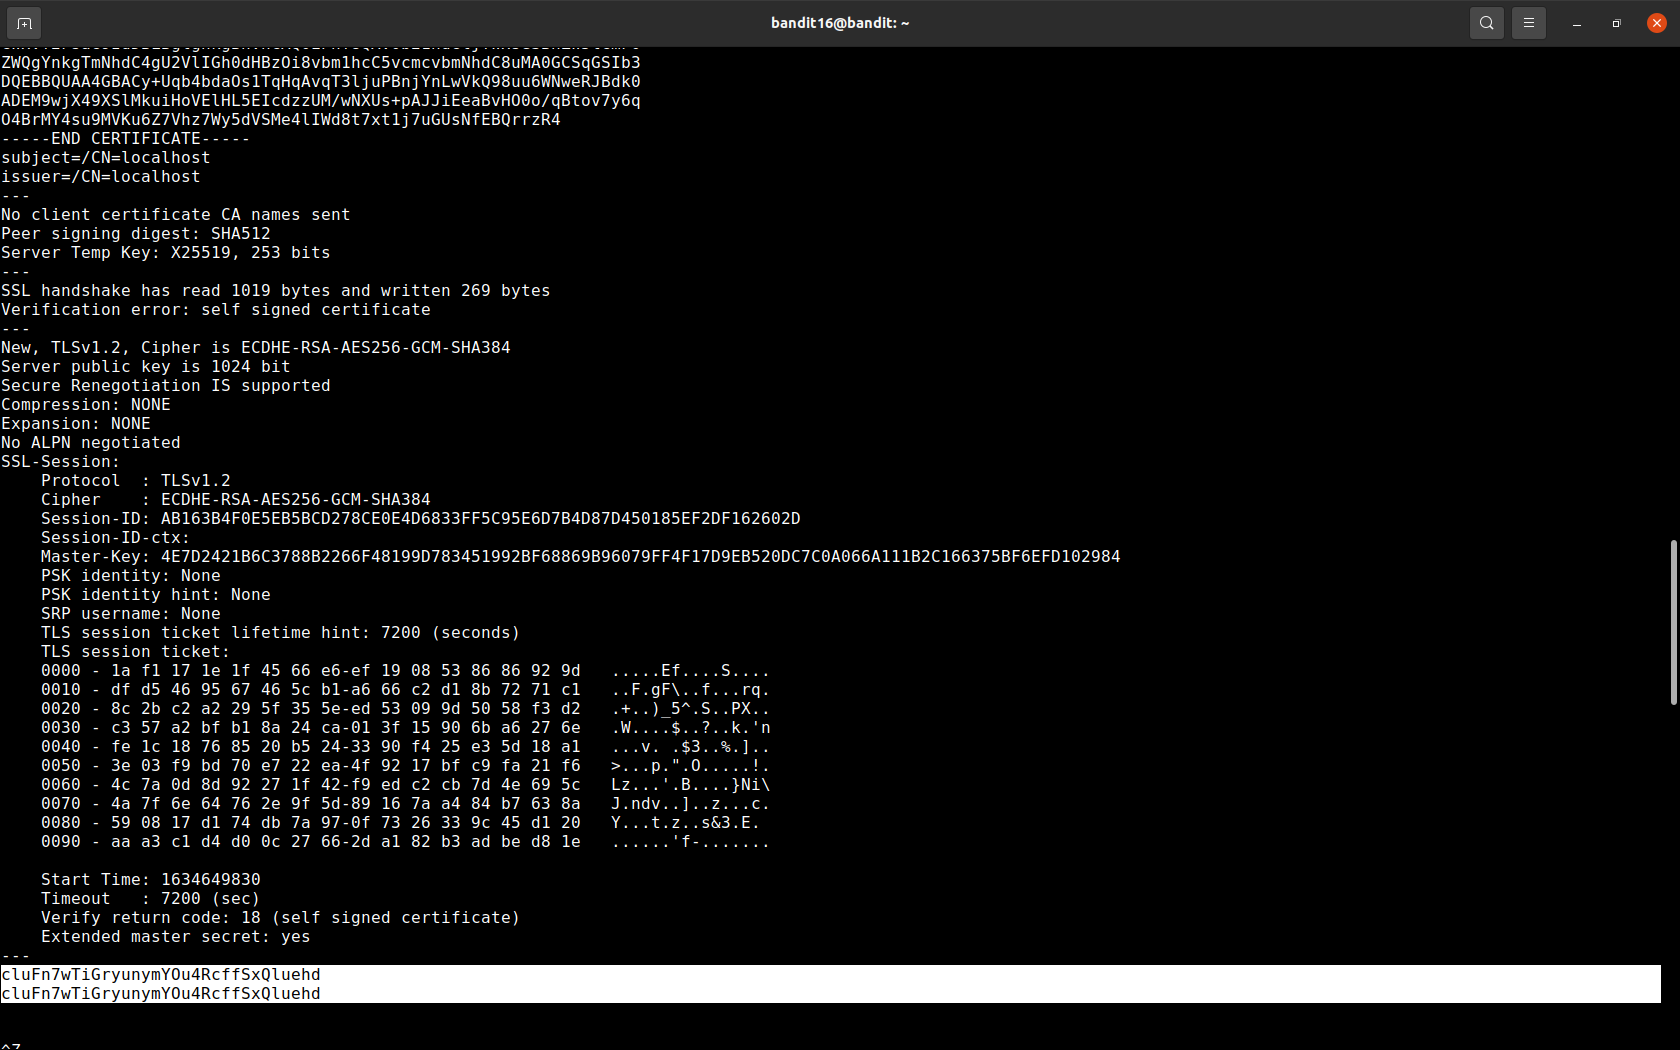 bandit16@bandit: ~
ZWQgYnkgTmNhdC4gU2VlIGh0dHBzOi8vbm1hcC5vcmcvbmNhdC8uMA0GCSqGSIb3
DQEBBQUAA4GBACy+Uqb4bdaOs1TqHqAvqT3ljuPBnjYnLwVkQ98uu6WNweRJBdk0
ADEM9wjX49XSlMkuiHoVElHL5EIcdzzUM/wNXUs+pAJJiEeaBvHO0o/qBtov7y6q
O4BrMY4su9MVKu6Z7Vhz7Wy5dVSMe4lIWd8t7xt1j7uGUsNfEBQrrzR4
-----END CERTIFICATE-----
subject=/CN=localhost
issuer=/CN=localhost
---
No client certificate CA names sent
Peer signing digest: SHA512
Server Temp Key: X25519, 253 bits
---
SSL handshake has read 1019 bytes and written 269 bytes
Verification error: self signed certificate
---
New, TLSv1.2, Cipher is ECDHE-RSA-AES256-GCM-SHA384
Server public key is 1024 bit
Secure Renegotiation IS supported
Compression: NONE
Expansion: NONE
No ALPN negotiated
SSL-Session:
    Protocol  : TLSv1.2
    Cipher    : ECDHE-RSA-AES256-GCM-SHA384
    Session-ID: AB163B4F0E5EB5BCD278CE0E4D6833FF5C95E6D7B4D87D450185EF2DF162602D
    Session-ID-ctx:
    Master-Key: 4E7D2421B6C3788B2266F48199D783451992BF68869B96079FF4F17D9EB520DC7C0A066A111B2C166375BF6EFD102984
    PSK identity: None
    PSK identity hint: None
    SRP username: None
    TLS session ticket lifetime hint: 7200 (seconds)
    TLS session ticket:
    0000 - 1a f1 17 1e 1f 45 66 e6-ef 19 08 53 86 86 92 9d   .....Ef....S....
    0010 - df d5 46 95 67 46 5c b1-a6 66 c2 d1 8b 72 71 c1   ..F.gF\..f...rq.
    0020 - 8c 2b c2 a2 29 5f 35 5e-ed 53 09 9d 50 58 f3 d2   .+..)_5^.S..PX..
    0030 - c3 57 a2 bf b1 8a 24 ca-01 3f 15 90 6b a6 27 6e   .W....$..?..k.'n
    0040 - fe 1c 18 76 85 20 b5 24-33 90 f4 25 e3 5d 18 a1   ...v. .$3..%.]..
    0050 - 3e 03 f9 bd 70 e7 22 ea-4f 92 17 bf c9 fa 21 f6   >...p.".O.....!.
    0060 - 4c 7a 0d 8d 92 27 1f 42-f9 ed c2 cb 7d 4e 69 5c   Lz...'.B....}Ni\
    0070 - 4a 7f 6e 64 76 2e 9f 5d-89 16 7a a4 84 b7 63 8a   J.ndv..]..z...c.
    0080 - 59 08 17 d1 74 db 7a 97-0f 73 26 33 9c 45 d1 20   Y...t.z..s&3.E.
    0090 - aa a3 c1 d4 d0 0c 27 66-2d a1 82 b3 ad be d8 1e   ......'f-.......
    Start Time: 1634649830
    Timeout   : 7200 (sec)
    Verify return code: 18 (self signed certificate)
    Extended master secret: yes
---
cluFn7wTiGryunymYOu4RcffSxQluehd
cluFn7wTiGryunymYOu4RcffSxQluehd
^Z